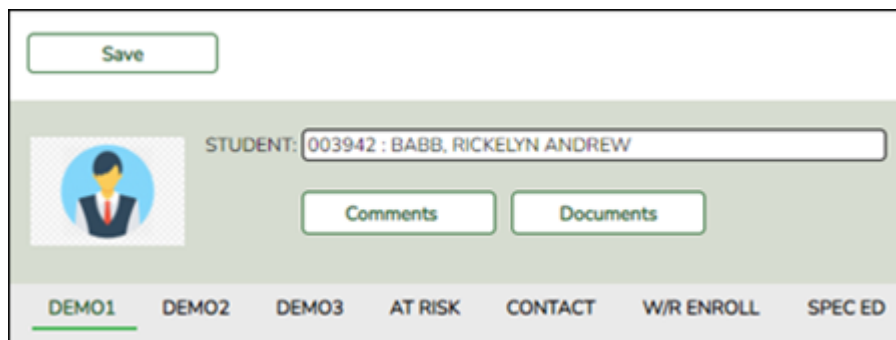 Save
STUDENT: 003942 : BABB, RICKELYN ANDREW
Comments Documents
DEMO1 DEMO2 DEMO3 AT RISK CONTACT W/R ENROLL SPEC ED